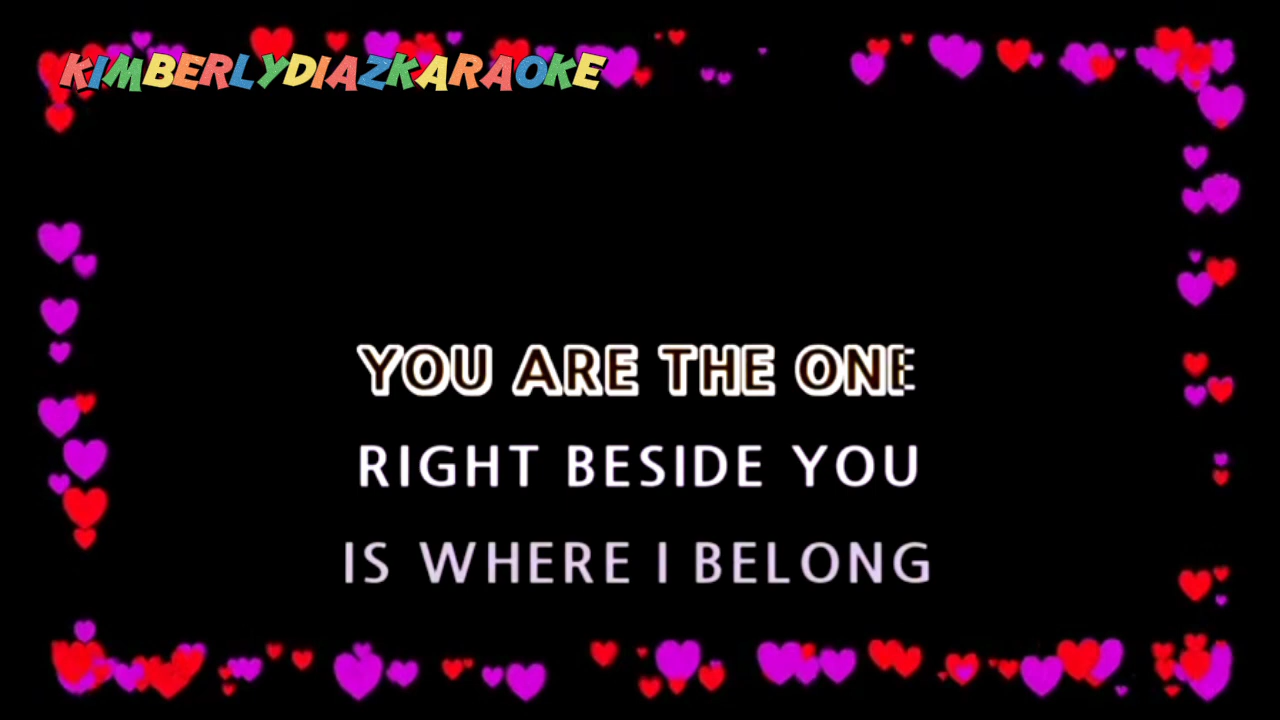 KIMBERLYDIAZKARAOKE
YOU ARE THE ONE
RIGHT BESIDE YOU
IS WHERE I BELONG